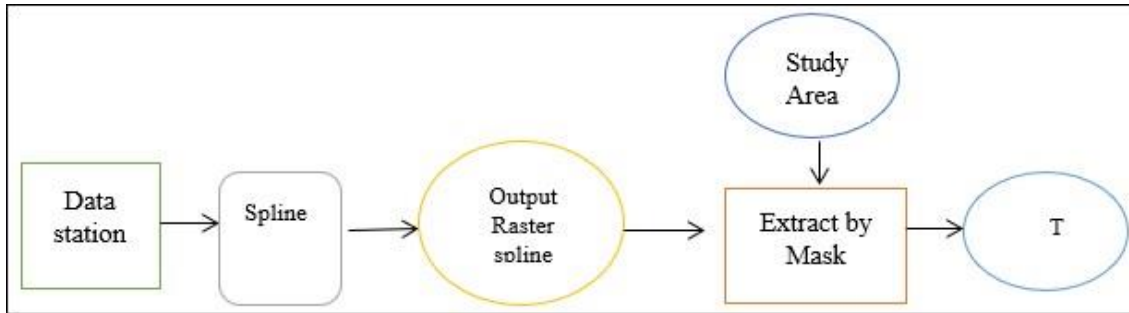 Study
Area
Data
station
Spline
Output
Raster
spline
Extract by
Mask
T